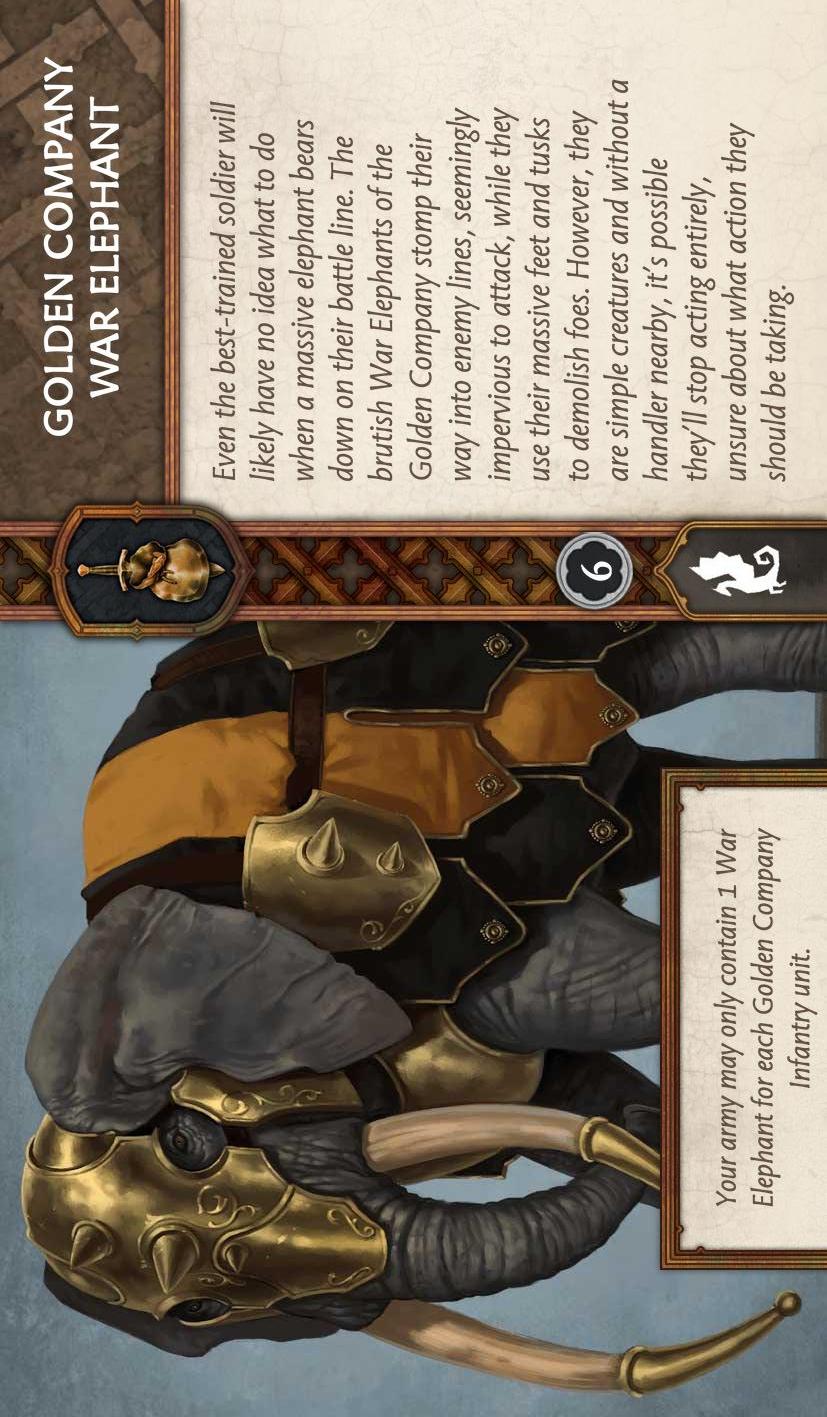 GOLDEN COMPANY
WAR ELEPHANT
Even the best-trained soldier will
likely have no idea what to do
when a massive elephant bears
down on their battle line. The
brutish War Elephants of the
Golden Company stomp their
way into enemy lines, seemingly
impervious to attack, while they
use their massive feet and tusks
to demolish foes. However, they
are simple creatures and without a
handler nearby, it's possible
they'll stop acting entirely,
unsure about what action they
should be taking.
6
Your army may only contain 1 War
Elephant for each Golden Company
Infantry unit.